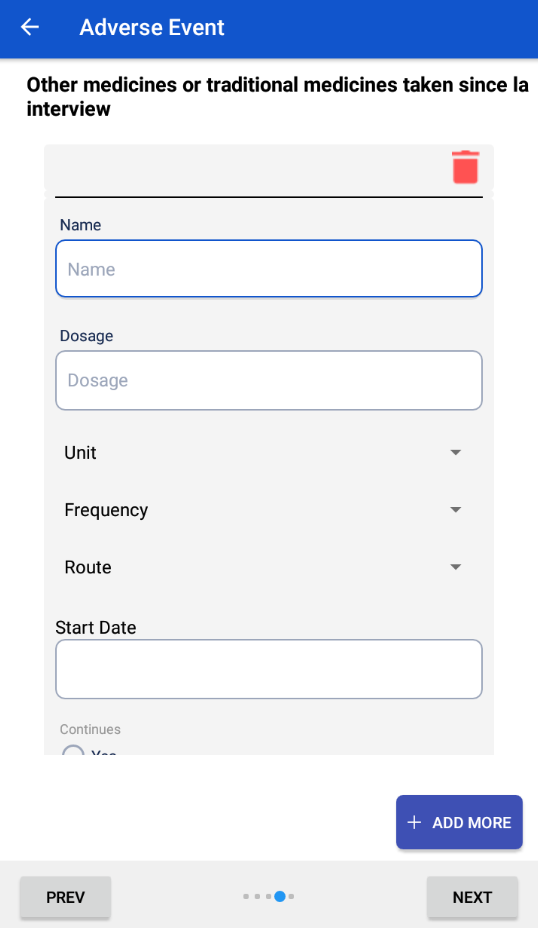 Adverse Event
Other medicines or traditional medicines taken since la
interview
Name
Name
Dosage
Dosage
Unit
Frequency
Route
Start Date
Continues
Yes
+ ADD MORE
PREV
NEXT